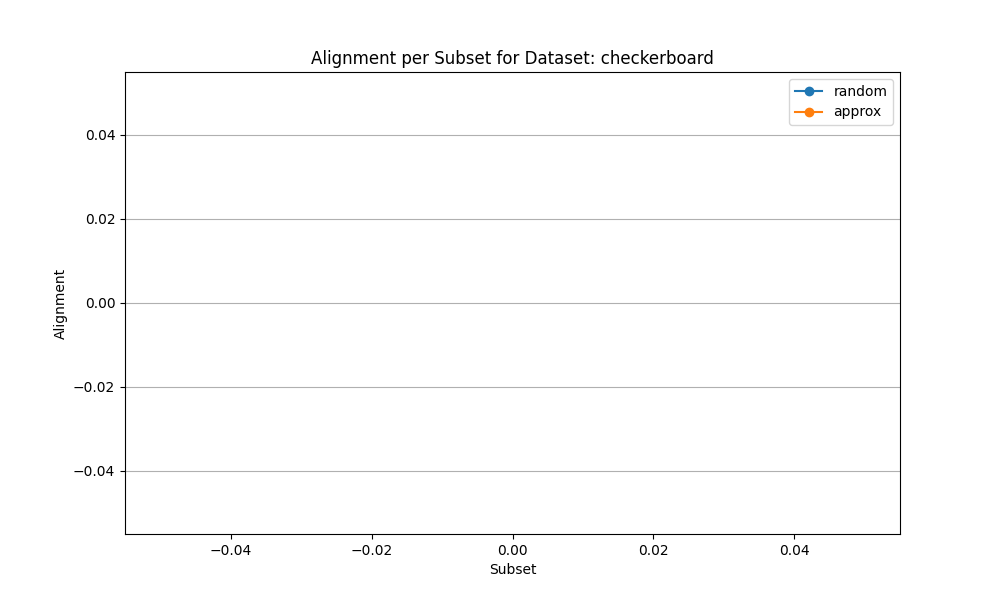 Alignment per Subset for Dataset: checkerboard
random
approx
0.04
0.02
0.00
−0.02
−0.04
Alignment
−0.04
−0.02
0.00
0.02
0.04
Subset